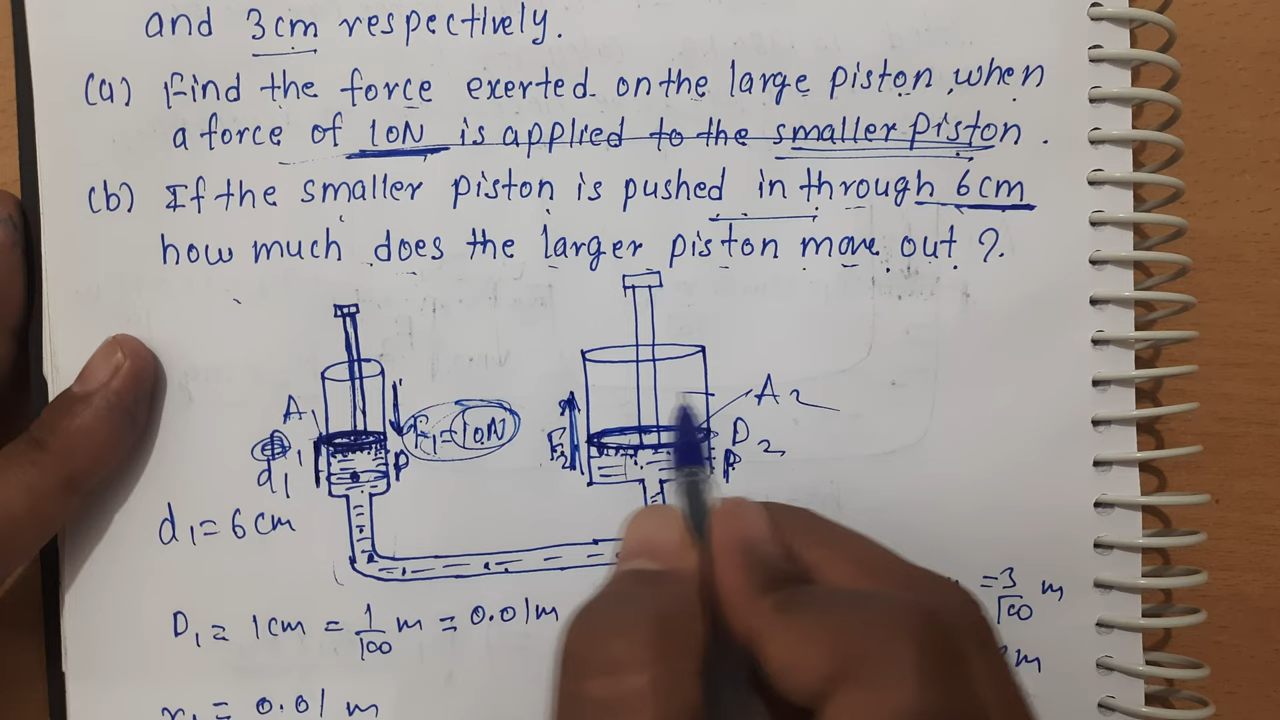 and 3cm respectively.
(a) Find the force exerted on the large piston, when
a force of 10N is applied to the smaller piston.
(b) If the smaller piston is pushed in through 6cm
how much does the larger piston move out ?
A1
F1=10N
P
d1
A2
F2
D2
P
d1=6cm
D1= 1cm = 1/100 m = 0.01m
=3/100 m
m
r1 = 0.01 m